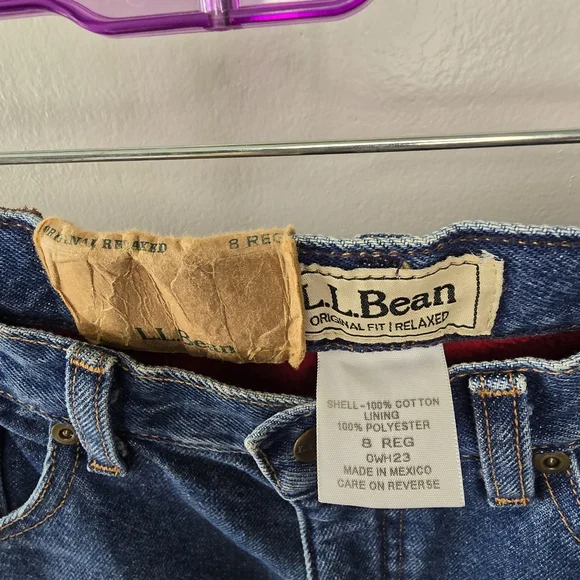 ORIGINAL RELAXED 8 REG
L.L.Bean
L.L.Bean
ORIGINAL FIT | RELAXED
SHELL-100% COTTON
LINING
100% POLYESTER
8 REG
OWH23
MADE IN MEXICO
CARE ON REVERSE